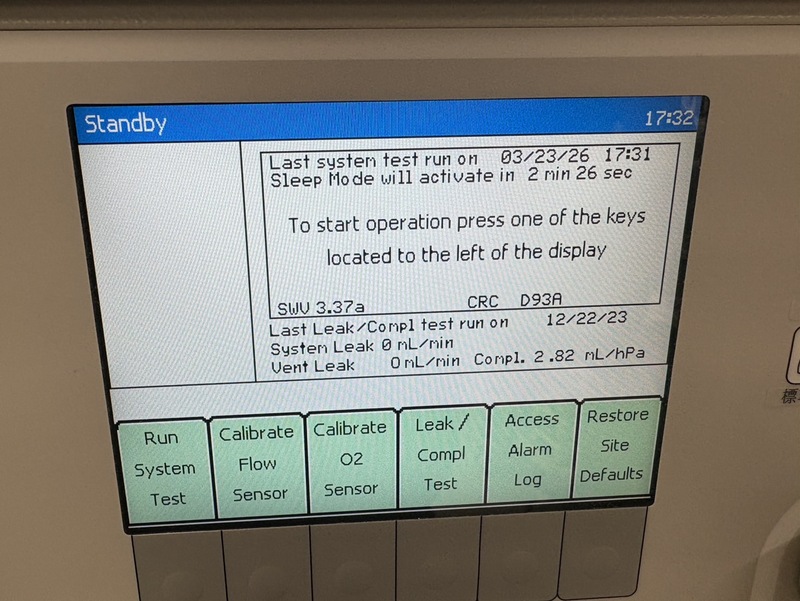 Standby 17:32
Last system test run on 03/23/26 17:31
Sleep Mode will activate in 2 min 26 sec
To start operation press one of the keys
located to the left of the display
SWV 3.37a CRC D93A
Last Leak/Compl test run on 12/22/23
System Leak 0 mL/min
Vent Leak 0 mL/min Compl. 2.82 mL/hPa
Run
System
Test
Calibrate
Flow
Sensor
Calibrate
O2
Sensor
Leak /
Compl
Test
Access
Alarm
Log
Restore
Site
Defaults